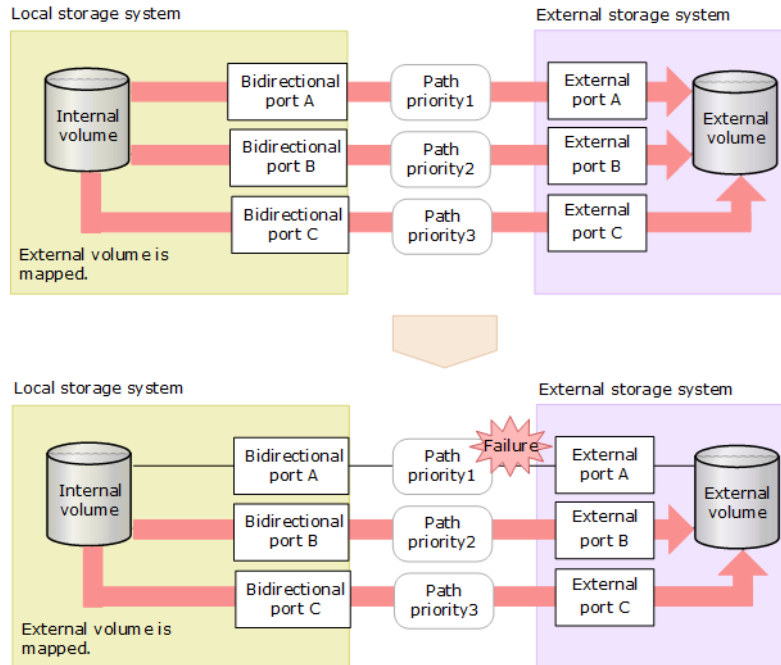 Local storage system
External storage system
Internal
volume
Bidirectional
port A
Path
priority1
External
port A
External
volume
Bidirectional
port B
Path
priority2
External
port B
Bidirectional
port C
Path
priority3
External
port C
External volume is
mapped.
Local storage system
External storage system
Internal
volume
Bidirectional
port A
Path
priority1
Failure
External
port A
External
volume
Bidirectional
port B
Path
priority2
External
port B
Bidirectional
port C
Path
priority3
External
port C
External volume is
mapped.